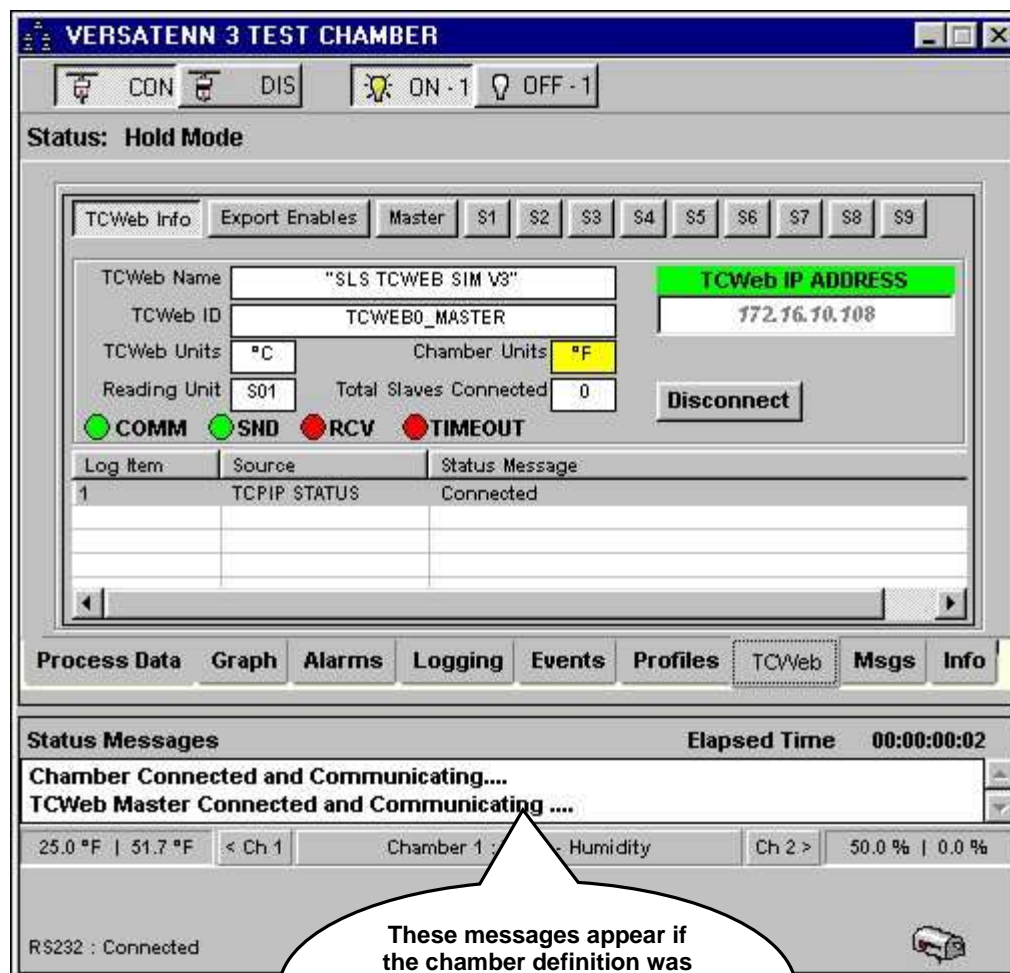 VERSATENN 3 TEST CHAMBER
CON DIS ON - 1 OFF - 1
Status: Hold Mode
TCWeb Info Export Enables Master S1 S2 S3 S4 S5 S6 S7 S8 S9
TCWeb Name "SLS TCWEB SIM V3" TCWeb IP ADDRESS
TCWeb ID TCWEB0_MASTER 172.16.10.108
TCWeb Units °C Chamber Units °F
Reading Unit S01 Total Slaves Connected 0 Disconnect
COMM SND RCV TIMEOUT
Log Item Source Status Message
1 TCPIP STATUS Connected
Process Data Graph Alarms Logging Events Profiles TCWeb Msgs Info
Status Messages Elapsed Time 00:00:00:02
Chamber Connected and Communicating....
TCWeb Master Connected and Communicating ....
25.0 °F | 51.7 °F < Ch 1 Chamber 1 : - Humidity Ch 2 > 50.0 % | 0.0 %
RS232 : Connected
These messages appear if
the chamber definition was